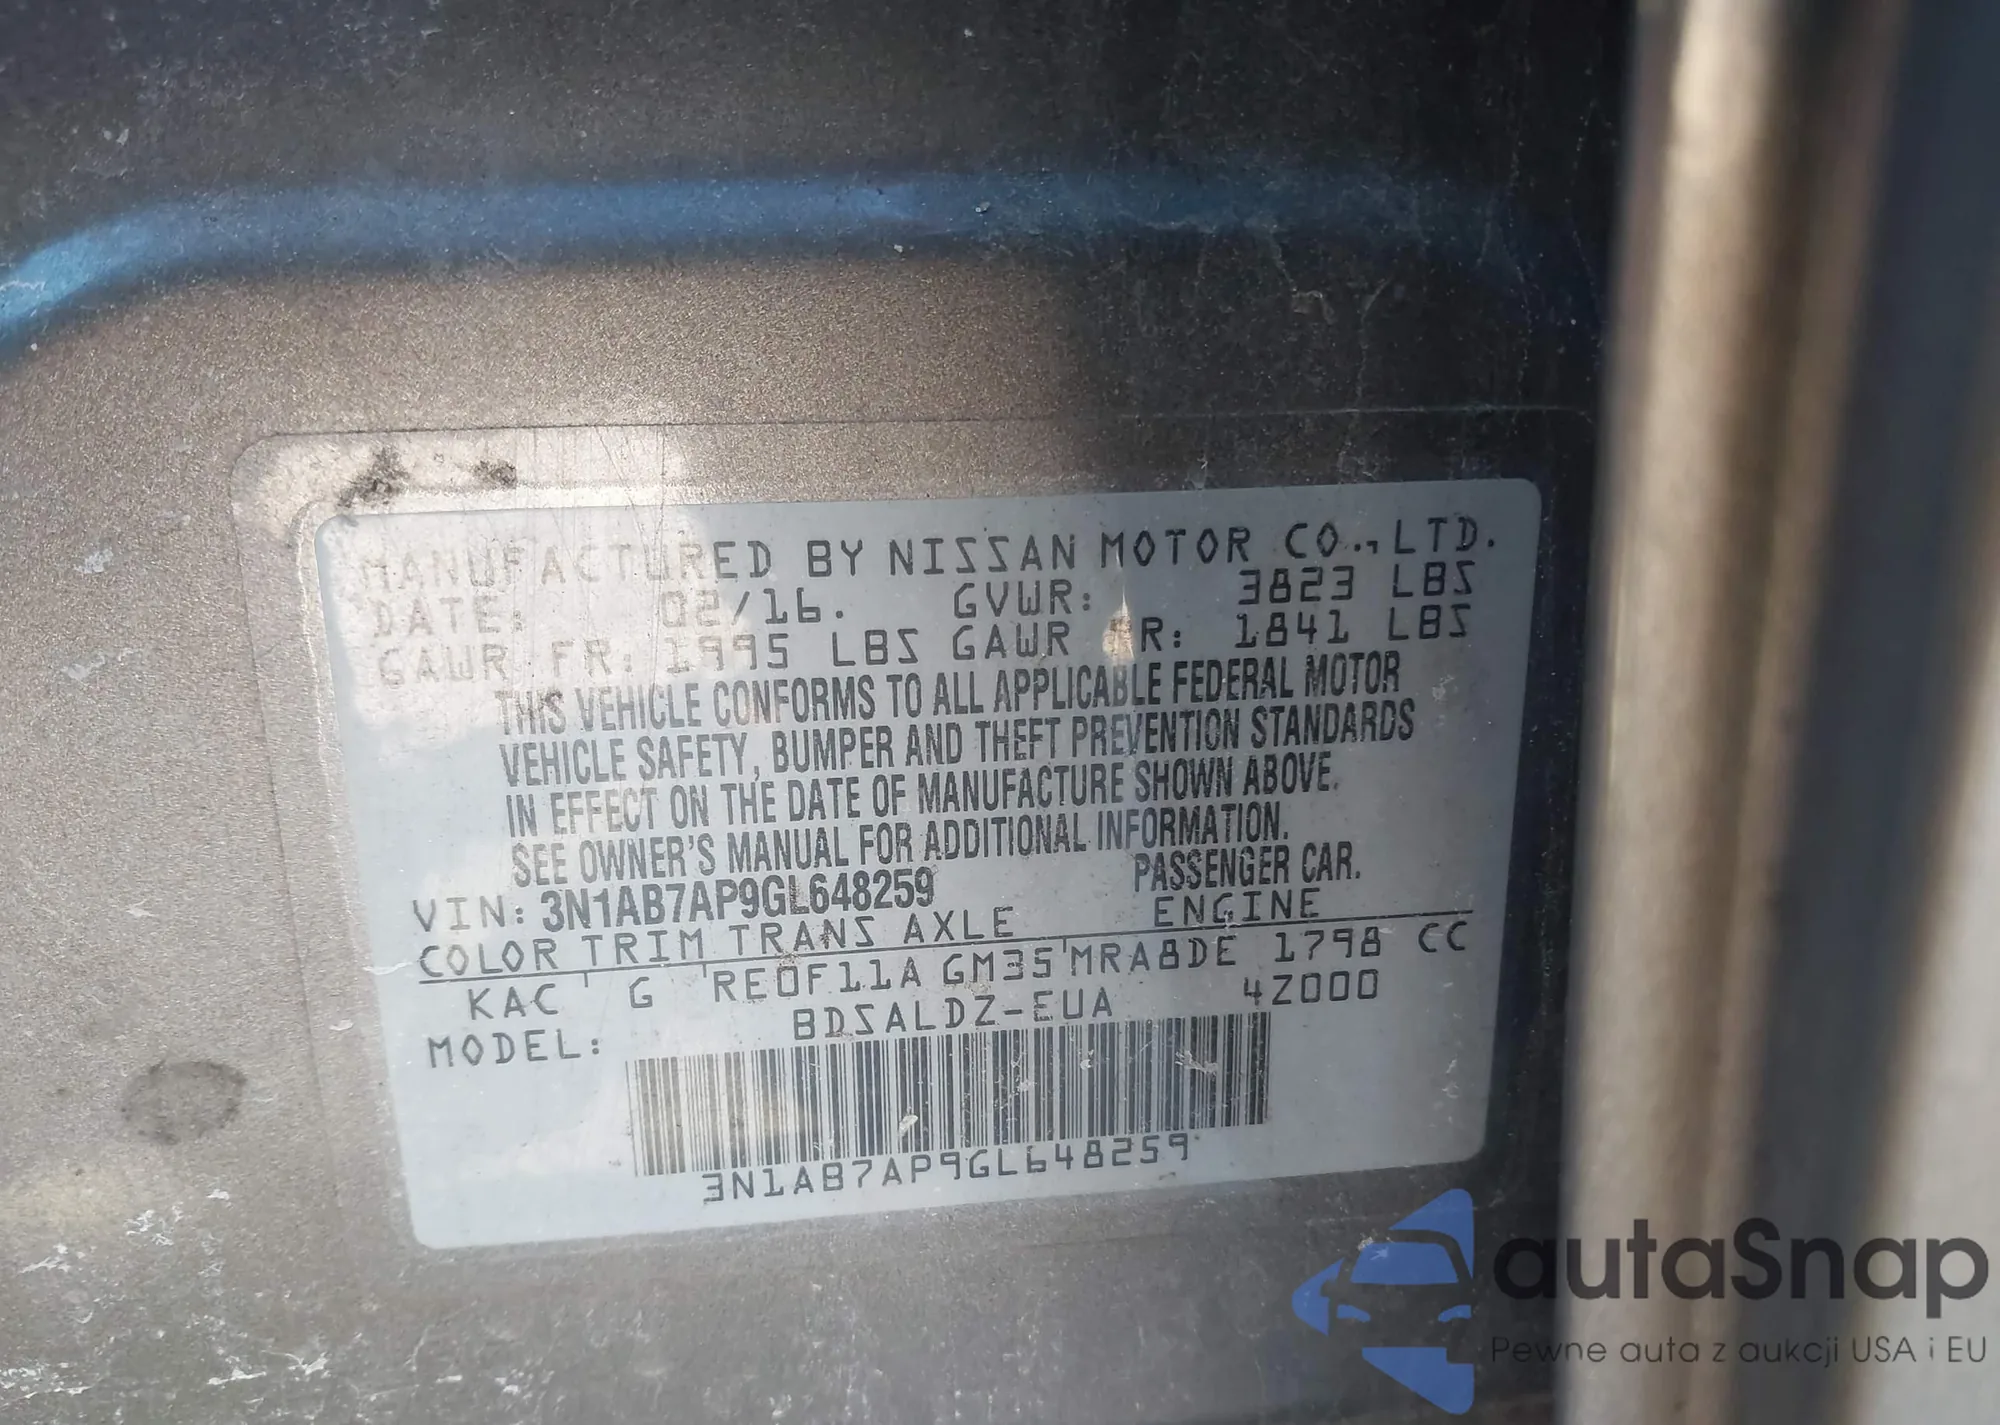 MANUFACTURED BY NISSAN MOTOR CO.,LTD.
DATE: 02/16. GVWR: 3823 LBS
GAWR FR: 1995 LBS GAWR RR: 1841 LBS
THIS VEHICLE CONFORMS TO ALL APPLICABLE FEDERAL MOTOR
VEHICLE SAFETY, BUMPER AND THEFT PREVENTION STANDARDS
IN EFFECT ON THE DATE OF MANUFACTURE SHOWN ABOVE.
SEE OWNER'S MANUAL FOR ADDITIONAL INFORMATION.
VIN: 3N1AB7AP9GL648259 PASSENGER CAR.
COLOR TRIM TRANS AXLE ENGINE
KAC G RE0F11A GM35 MRA8DE 1798 CC
MODEL: BDSALDZ-EUA 4Z000
3N1AB7AP9GL648259
autaSnap
Pewne auta z aukcji USA i EU